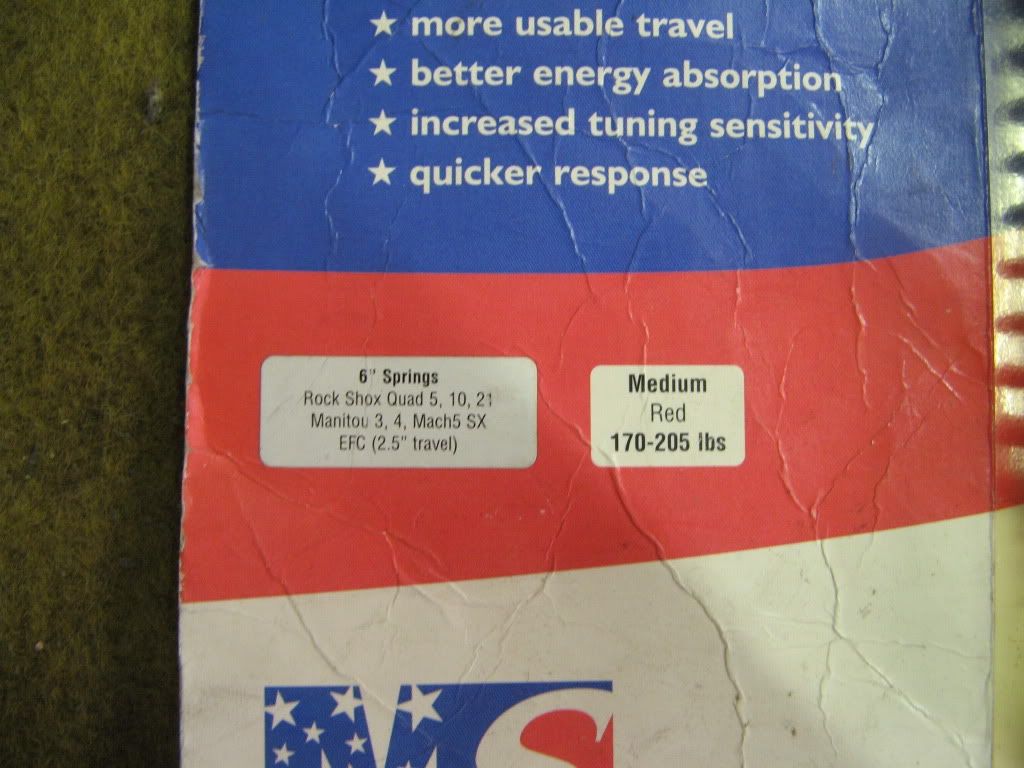 ★ more usable travel
★ better energy absorption
★ increased tuning sensitivity
★ quicker response
6" Springs
Rock Shox Quad 5, 10, 21
Manitou 3, 4, Mach5 SX
EFC (2.5" travel)
Medium
Red
170-205 lbs